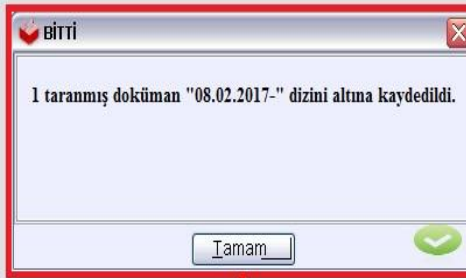 BİTTİ
1 taranmış doküman "08.02.2017-" dizini altına kaydedildi.
Tamam